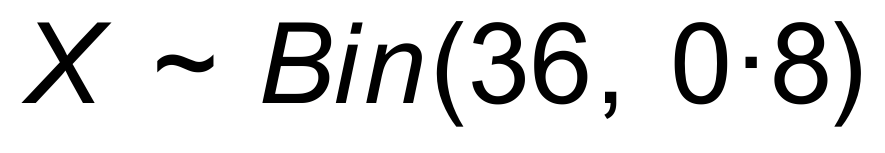 X ~ Bin(36, 0·8)